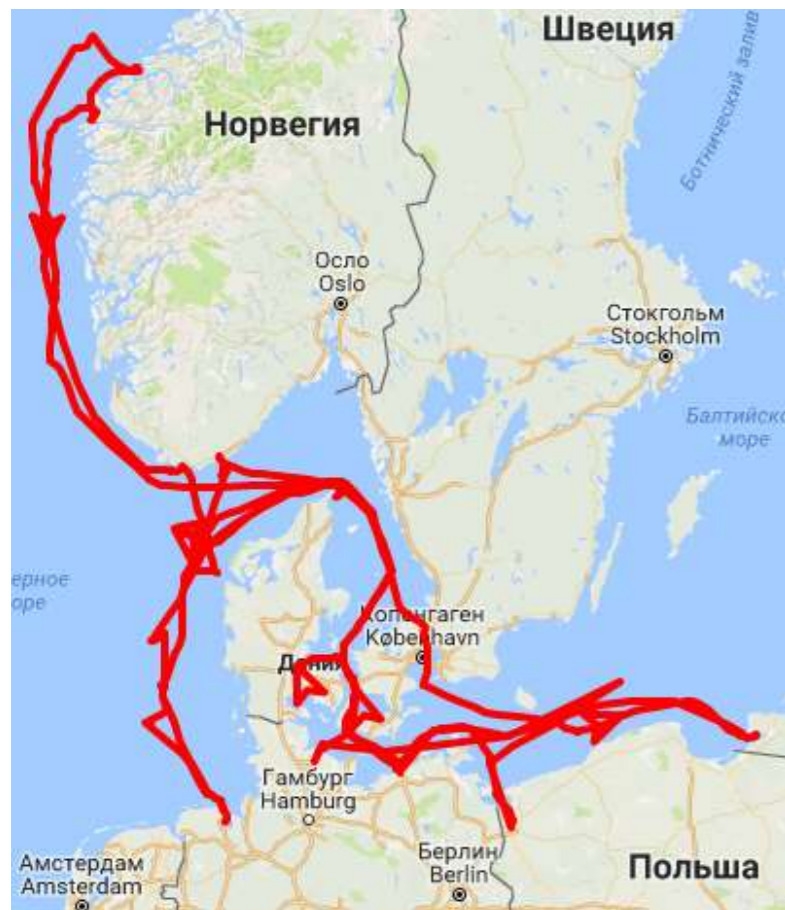 Швеция
Ботнический залив
Норвегия
Осло
Oslo
Стокгольм
Stockholm
Балтийско
море
ерное
оре
Копенгаген
København
Дания
Гамбург
Hamburg
Берлин
Berlin
Польша
Амстердам
Amsterdam